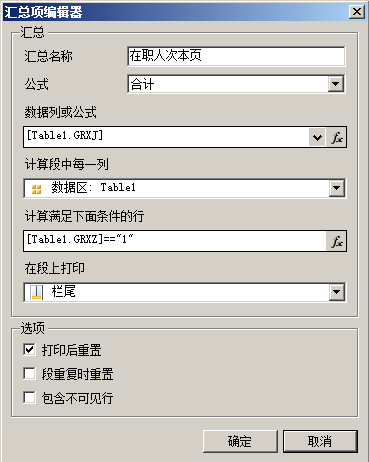 汇总项编辑器
汇总
汇总名称
在职人次本页
公式
合计
数据列或公式
[Table1.GRXJ]
fx
计算段中每一列
数据区: Table1
计算满足下面条件的行
[Table1.GRXZ]=="1"
fx
在段上打印
栏尾
选项
打印后重置
段重复时重置
包含不可见行
确定
取消